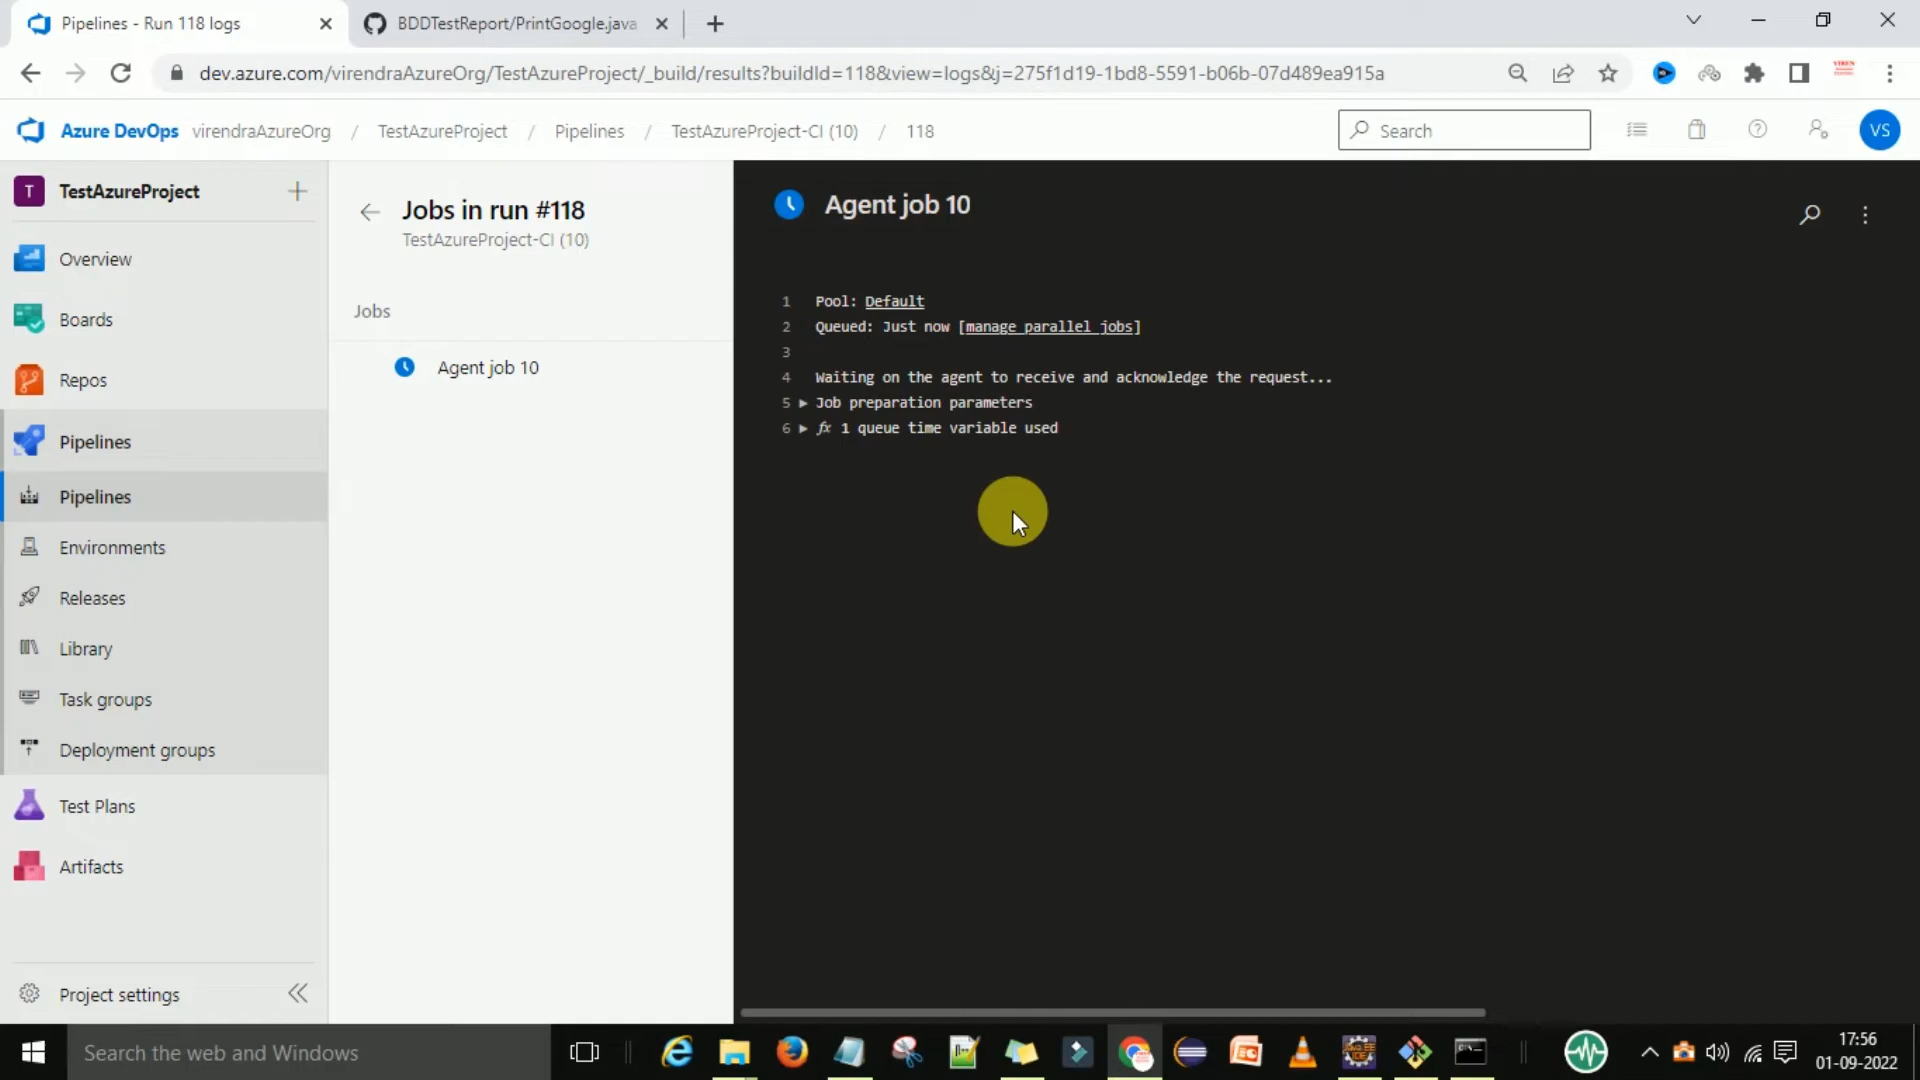 Pipelines - Run 118 logs
BDDTestReport/PrintGoogle.java
dev.azure.com/virendraAzureOrg/TestAzureProject/_build/results?buildId=118&view=logs&j=275f1d19-1bd8-5591-b06b-07d489ea915a
Azure DevOps virendraAzureOrg / TestAzureProject / Pipelines / TestAzureProject-CI (10) / 118
Search
VS
T TestAzureProject
Overview
Boards
Repos
Pipelines
Pipelines
Environments
Releases
Library
Task groups
Deployment groups
Test Plans
Artifacts
Project settings
Jobs in run #118
TestAzureProject-CI (10)
Jobs
Agent job 10
Agent job 10
1 Pool: Default
2 Queued: Just now [manage parallel jobs]
3
4 Waiting on the agent to receive and acknowledge the request...
5 Job preparation parameters
6 fx 1 queue time variable used
Search the web and Windows
17:56
01-09-2022